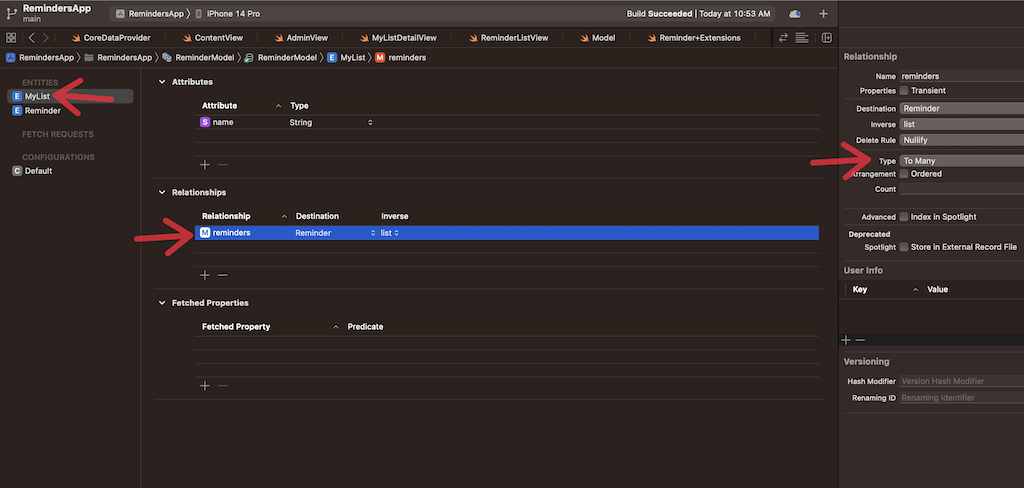 RemindersApp
main
RemindersApp 〉 iPhone 14 Pro
Build Succeeded | Today at 10:53 AM
CoreDataProvider ContentView AdminView MyListDetailView ReminderListView Model Reminder+Extensions
RemindersApp 〉 RemindersApp 〉 ReminderModel 〉 ReminderModel 〉 E MyList 〉 M reminders
ENTITIES
E MyList
E Reminder
FETCH REQUESTS
CONFIGURATIONS
C Default
Attributes
Attribute Type
S name String
Relationships
Relationship Destination Inverse
M reminders Reminder list
Fetched Properties
Fetched Property Predicate
Relationship
Name reminders
Properties Transient
Destination Reminder
Inverse list
Delete Rule Nullify
Type To Many
Arrangement Ordered
Count
Advanced Index in Spotlight
Deprecated
Spotlight Store in External Record File
User Info
Key Value
Versioning
Hash Modifier Version Hash Modifier
Renaming ID Renaming Identifier